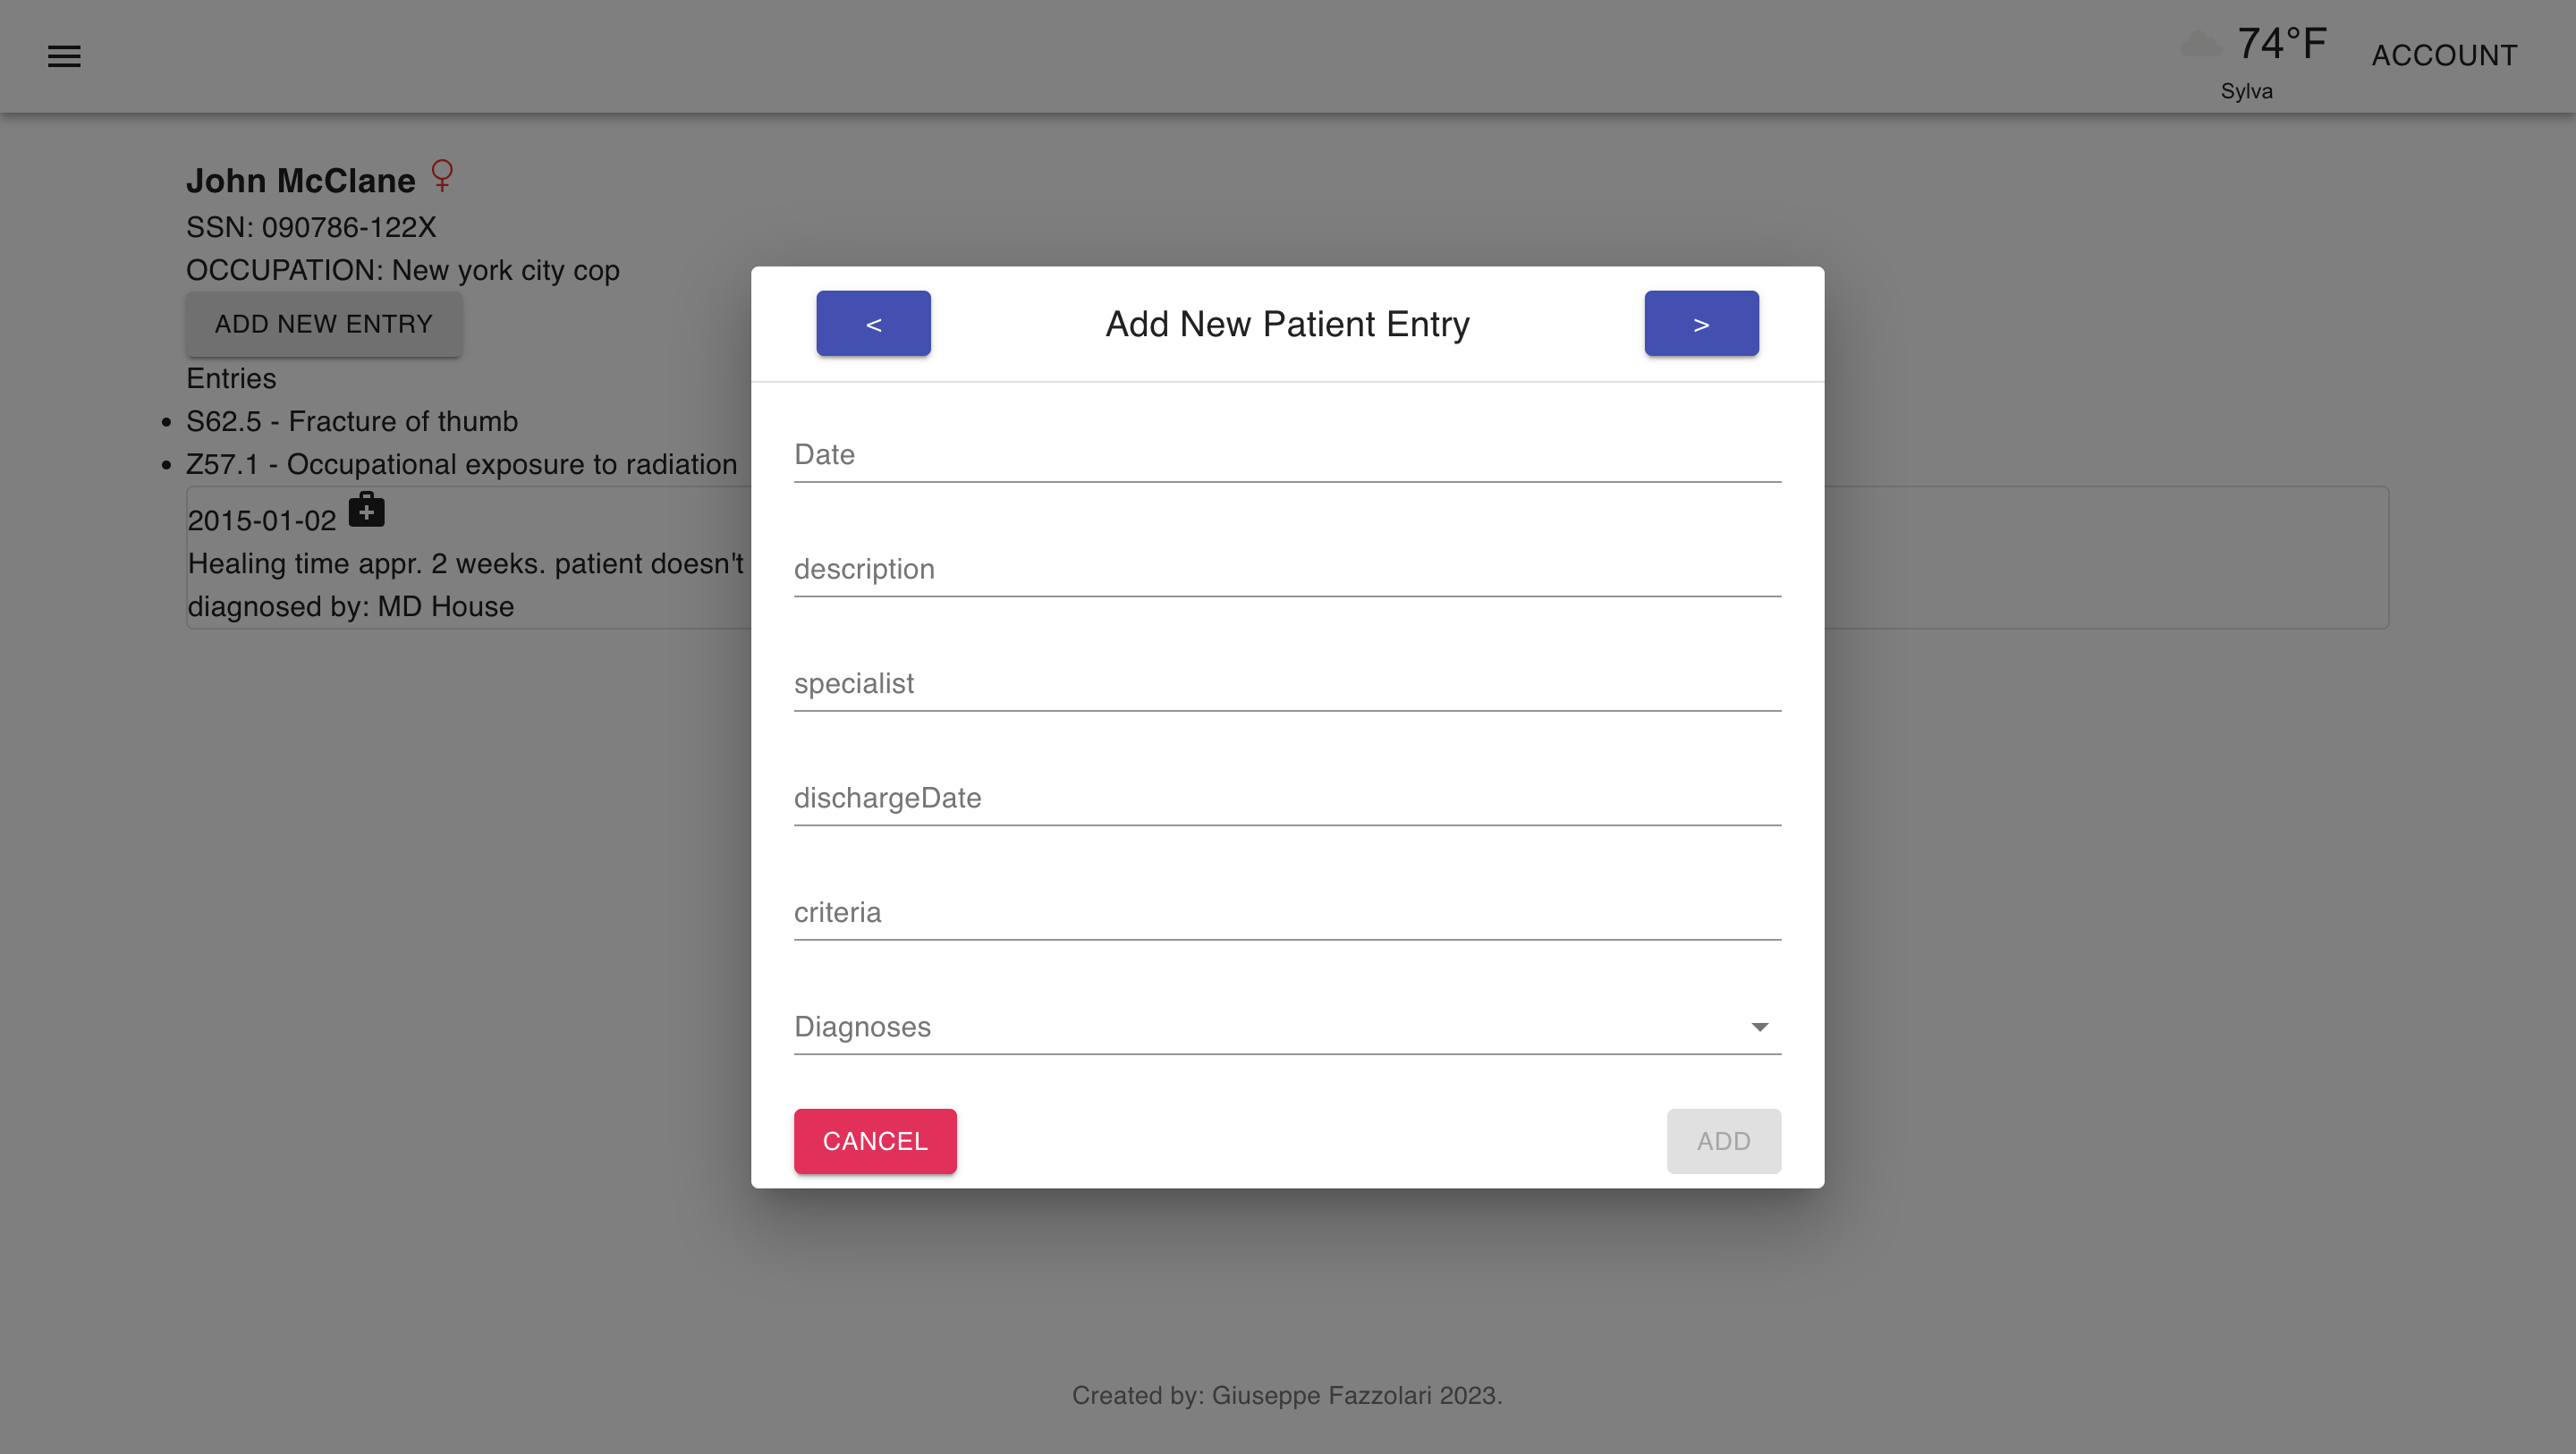 74°F
Sylva
ACCOUNT
John McClane
SSN: 090786-122X
OCCUPATION: New york city cop
ADD NEW ENTRY
Entries
S62.5 - Fracture of thumb
Z57.1 - Occupational exposure to radiation
2015-01-02
Healing time appr. 2 weeks. patient doesn't
diagnosed by: MD House
<
Add New Patient Entry
>
Date
description
specialist
dischargeDate
criteria
Diagnoses
CANCEL
ADD
Created by: Giuseppe Fazzolari 2023.